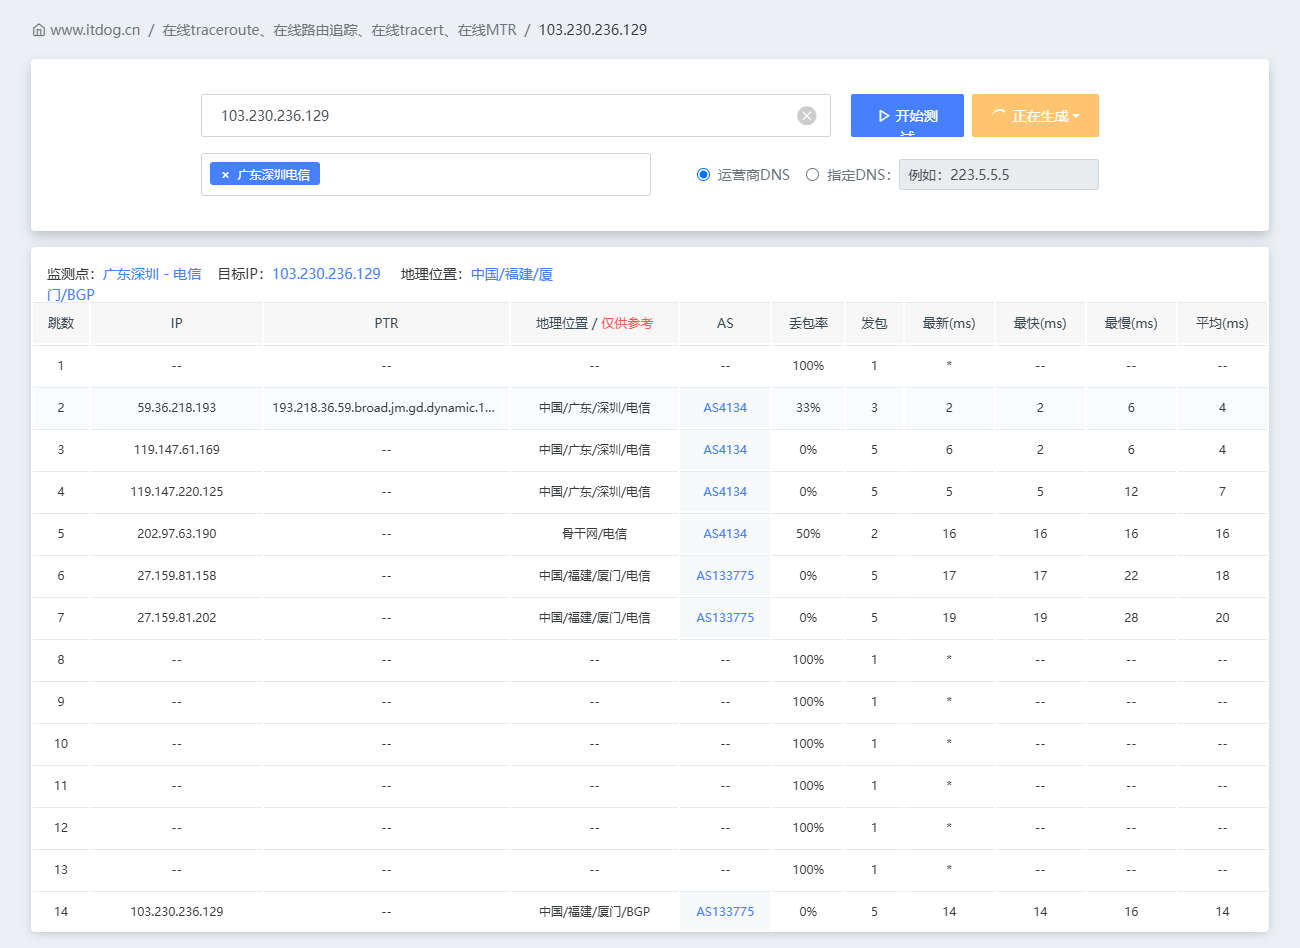 www.itdog.cn / 在线traceroute、在线路由追踪、在线tracert、在线MTR / 103.230.236.129
103.230.236.129 开始测 正在生成
× 广东深圳电信 运营商DNS 指定DNS: 例如：223.5.5.5
监测点：广东深圳 - 电信 目标IP：103.230.236.129 地理位置：中国/福建/厦
门/BGP
跳数 IP PTR 地理位置 / 仅供参考 AS 丢包率 发包 最新(ms) 最快(ms) 最慢(ms) 平均(ms)
1 -- -- -- -- 100% 1 * -- -- --
2 59.36.218.193 193.218.36.59.broad.jm.gd.dynamic.1... 中国/广东/深圳/电信 AS4134 33% 3 2 2 6 4
3 119.147.61.169 -- 中国/广东/深圳/电信 AS4134 0% 5 6 2 6 4
4 119.147.220.125 -- 中国/广东/深圳/电信 AS4134 0% 5 5 5 12 7
5 202.97.63.190 -- 骨干网/电信 AS4134 50% 2 16 16 16 16
6 27.159.81.158 -- 中国/福建/厦门/电信 AS133775 0% 5 17 17 22 18
7 27.159.81.202 -- 中国/福建/厦门/电信 AS133775 0% 5 19 19 28 20
8 -- -- -- -- 100% 1 * -- -- --
9 -- -- -- -- 100% 1 * -- -- --
10 -- -- -- -- 100% 1 * -- -- --
11 -- -- -- -- 100% 1 * -- -- --
12 -- -- -- -- 100% 1 * -- -- --
13 -- -- -- -- 100% 1 * -- -- --
14 103.230.236.129 -- 中国/福建/厦门/BGP AS133775 0% 5 14 14 16 14